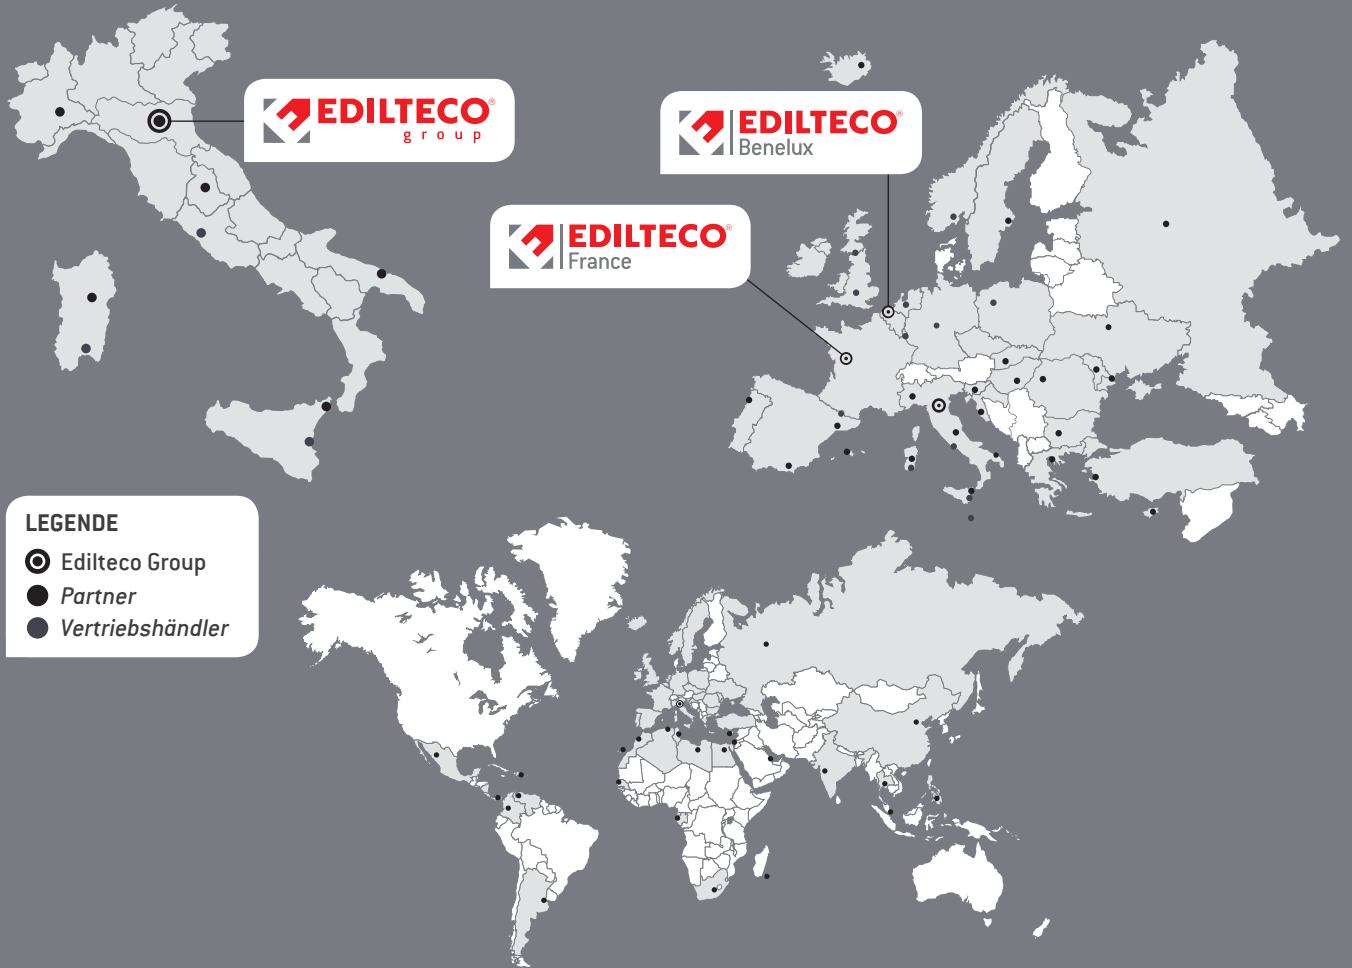 EDILTECO®
group
EDILTECO®
Benelux
EDILTECO®
France
LEGENDE
Edilteco Group
Partner
Vertriebshändler